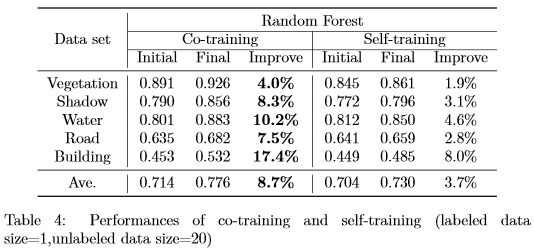 Random Forest
Data set Co-training Self-training
Initial Final Improve Initial Final Improve
Vegetation 0.891 0.926 4.0% 0.845 0.861 1.9%
Shadow 0.790 0.856 8.3% 0.772 0.796 3.1%
Water 0.801 0.883 10.2% 0.812 0.850 4.6%
Road 0.635 0.682 7.5% 0.641 0.659 2.8%
Building 0.453 0.532 17.4% 0.449 0.485 8.0%
Ave. 0.714 0.776 8.7% 0.704 0.730 3.7%
Table 4: Performances of co-training and self-training (labeled data
size=1,unlabeled data size=20)